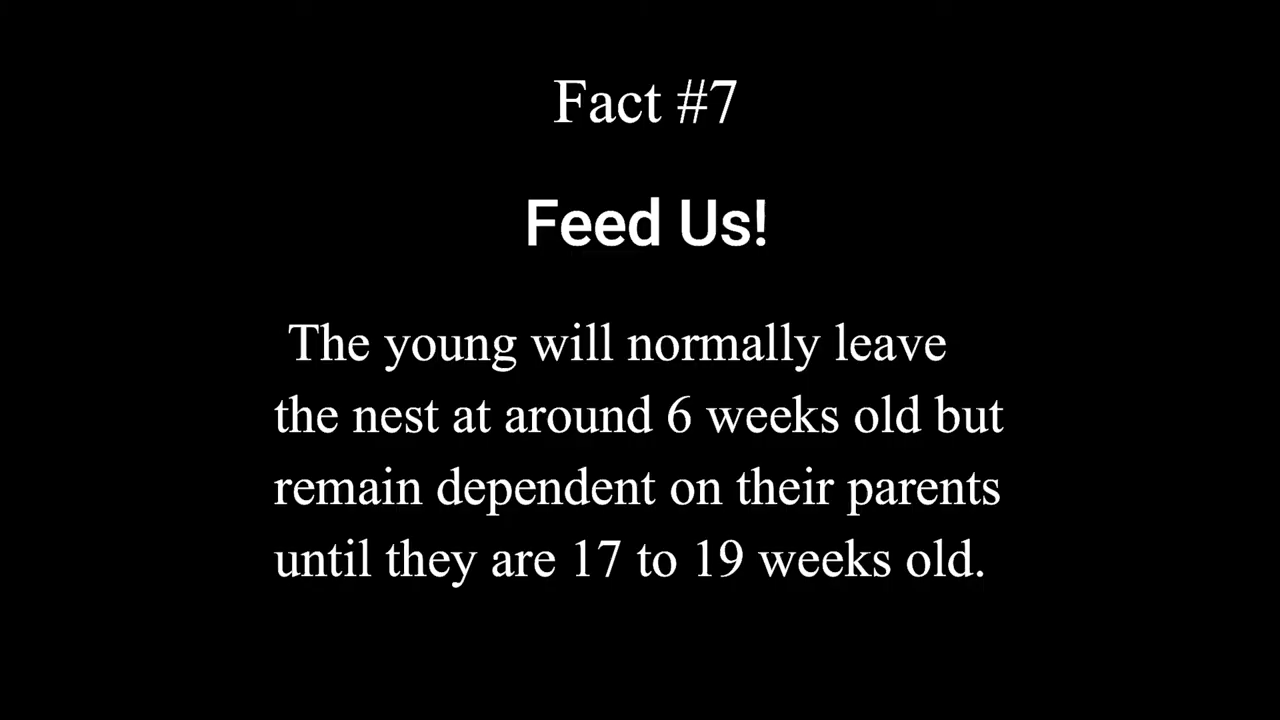 Fact #7
Feed Us!
The young will normally leave
the nest at around 6 weeks old but
remain dependent on their parents
until they are 17 to 19 weeks old.